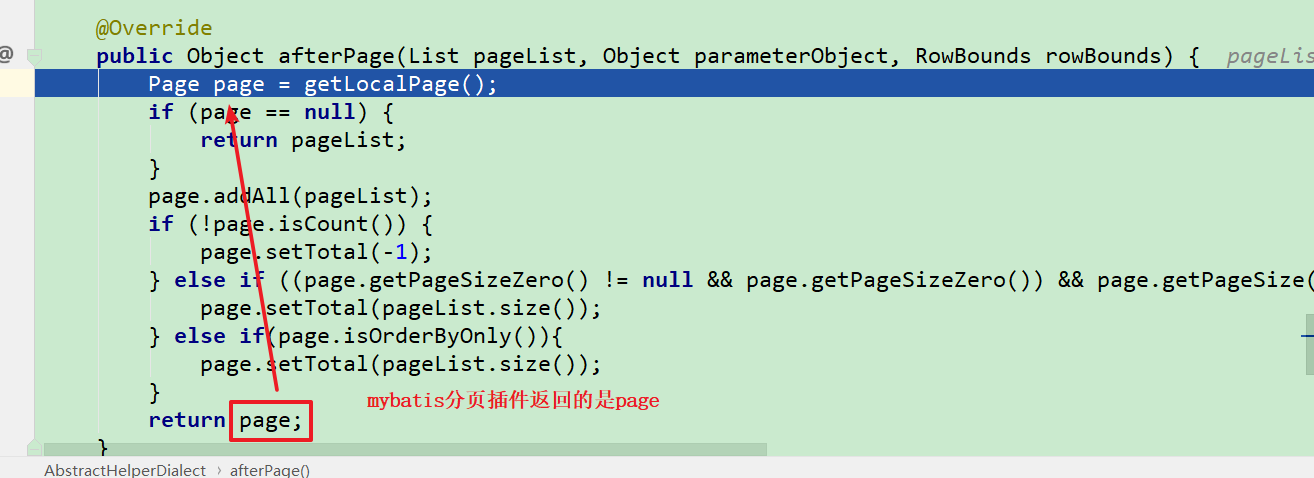 @Override
@ public Object afterPage(List pageList, Object parameterObject, RowBounds rowBounds) { pageLis
Page page = getLocalPage();
if (page == null) {
return pageList;
}
page.addAll(pageList);
if (!page.isCount()) {
page.setTotal(-1);
} else if ((page.getPageSizeZero() != null && page.getPageSizeZero()) && page.getPageSize(
page.setTotal(pageList.size());
} else if(page.isOrderByOnly()){
page.setTotal(pageList.size());
}
mybatis分页插件返回的是page
return page;
}
AbstractHelperDialect › afterPage()